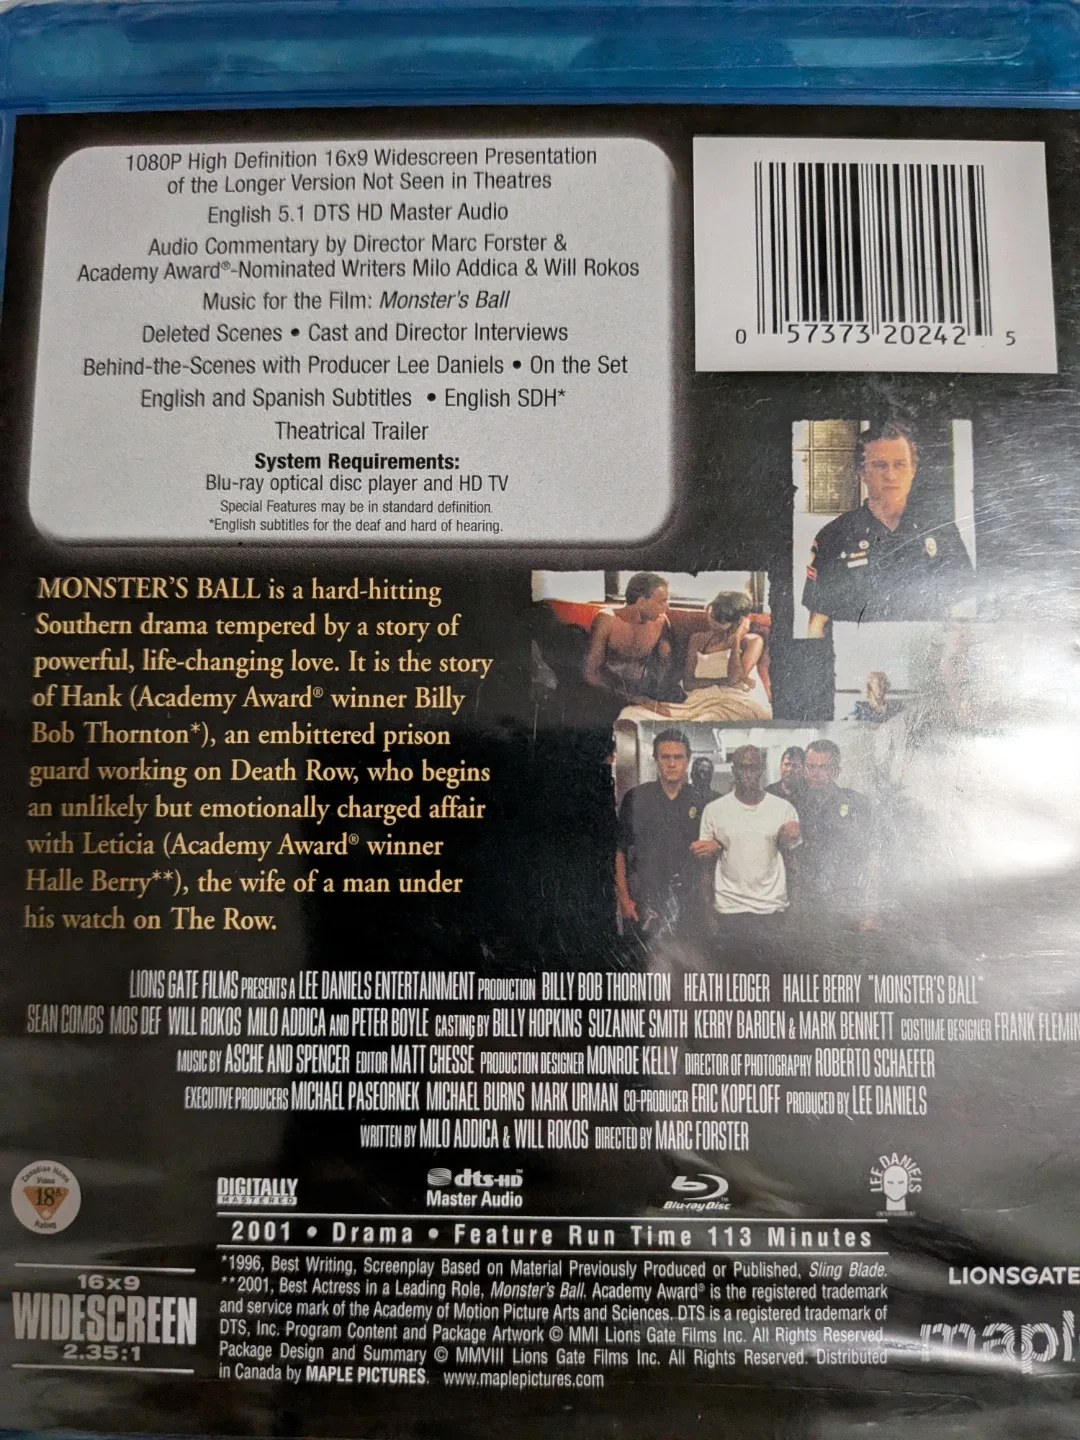 1080P High Definition 16x9 Widescreen Presentation
of the Longer Version Not Seen in Theatres
English 5.1 DTS HD Master Audio
Audio Commentary by Director Marc Forster &
Academy Award®-Nominated Writers Milo Addica & Will Rokos
Music for the Film: Monster's Ball
Deleted Scenes • Cast and Director Interviews
Behind-the-Scenes with Producer Lee Daniels • On the Set
English and Spanish Subtitles • English SDH*
Theatrical Trailer
System Requirements:
Blu-ray optical disc player and HD TV
Special Features may be in standard definition.
*English subtitles for the deaf and hard of hearing.
0 57373 20242 5
MONSTER'S BALL is a hard-hitting
Southern drama tempered by a story of
powerful, life-changing love. It is the story
of Hank (Academy Award® winner Billy
Bob Thornton*), an embittered prison
guard working on Death Row, who begins
an unlikely but emotionally charged affair
with Leticia (Academy Award® winner
Halle Berry**), the wife of a man under
his watch on The Row.
LIONS GATE FILMS PRESENTS A LEE DANIELS ENTERTAINMENT PRODUCTION BILLY BOB THORNTON HEATH LEDGER HALLE BERRY "MONSTER'S BALL"
SEAN COMBS MOS DEF WILL ROKOS MILO ADDICA AND PETER BOYLE CASTING BY BILLY HOPKINS SUZANNE SMITH KERRY BARDEN & MARK BENNETT COSTUME DESIGNER FRANK FLEMIN
MUSIC BY ASCHE AND SPENCER EDITOR MATT CHESSE PRODUCTION DESIGNER MONROE KELLY DIRECTOR OF PHOTOGRAPHY ROBERTO SCHAEFER
EXECUTIVE PRODUCERS MICHAEL PASEORNEK MICHAEL BURNS MARK URMAN CO-PRODUCER ERIC KOPELOFF PRODUCED BY LEE DANIELS
WRITTEN BY MILO ADDICA & WILL ROKOS DIRECTED BY MARC FORSTER
Canadian Home
Video
18A
Rating
DIGITALLY
MASTERED
dts-HD™
Master Audio
Blu-ray Disc™
LEE DANIELS
ENTERTAINMENT
2001 • Drama • Feature Run Time 113 Minutes
16x9
WIDESCREEN
2.35:1
*1996, Best Writing, Screenplay Based on Material Previously Produced or Published, Sling Blade.
**2001, Best Actress in a Leading Role, Monster's Ball. Academy Award® is the registered trademark
and service mark of the Academy of Motion Picture Arts and Sciences. DTS is a registered trademark of
DTS, Inc. Program Content and Package Artwork © MMI Lions Gate Films Inc. All Rights Reserved.
Package Design and Summary © MMVIII Lions Gate Films Inc. All Rights Reserved. Distributed
in Canada by MAPLE PICTURES. www.maplepictures.com
LIONSGATE
mapl